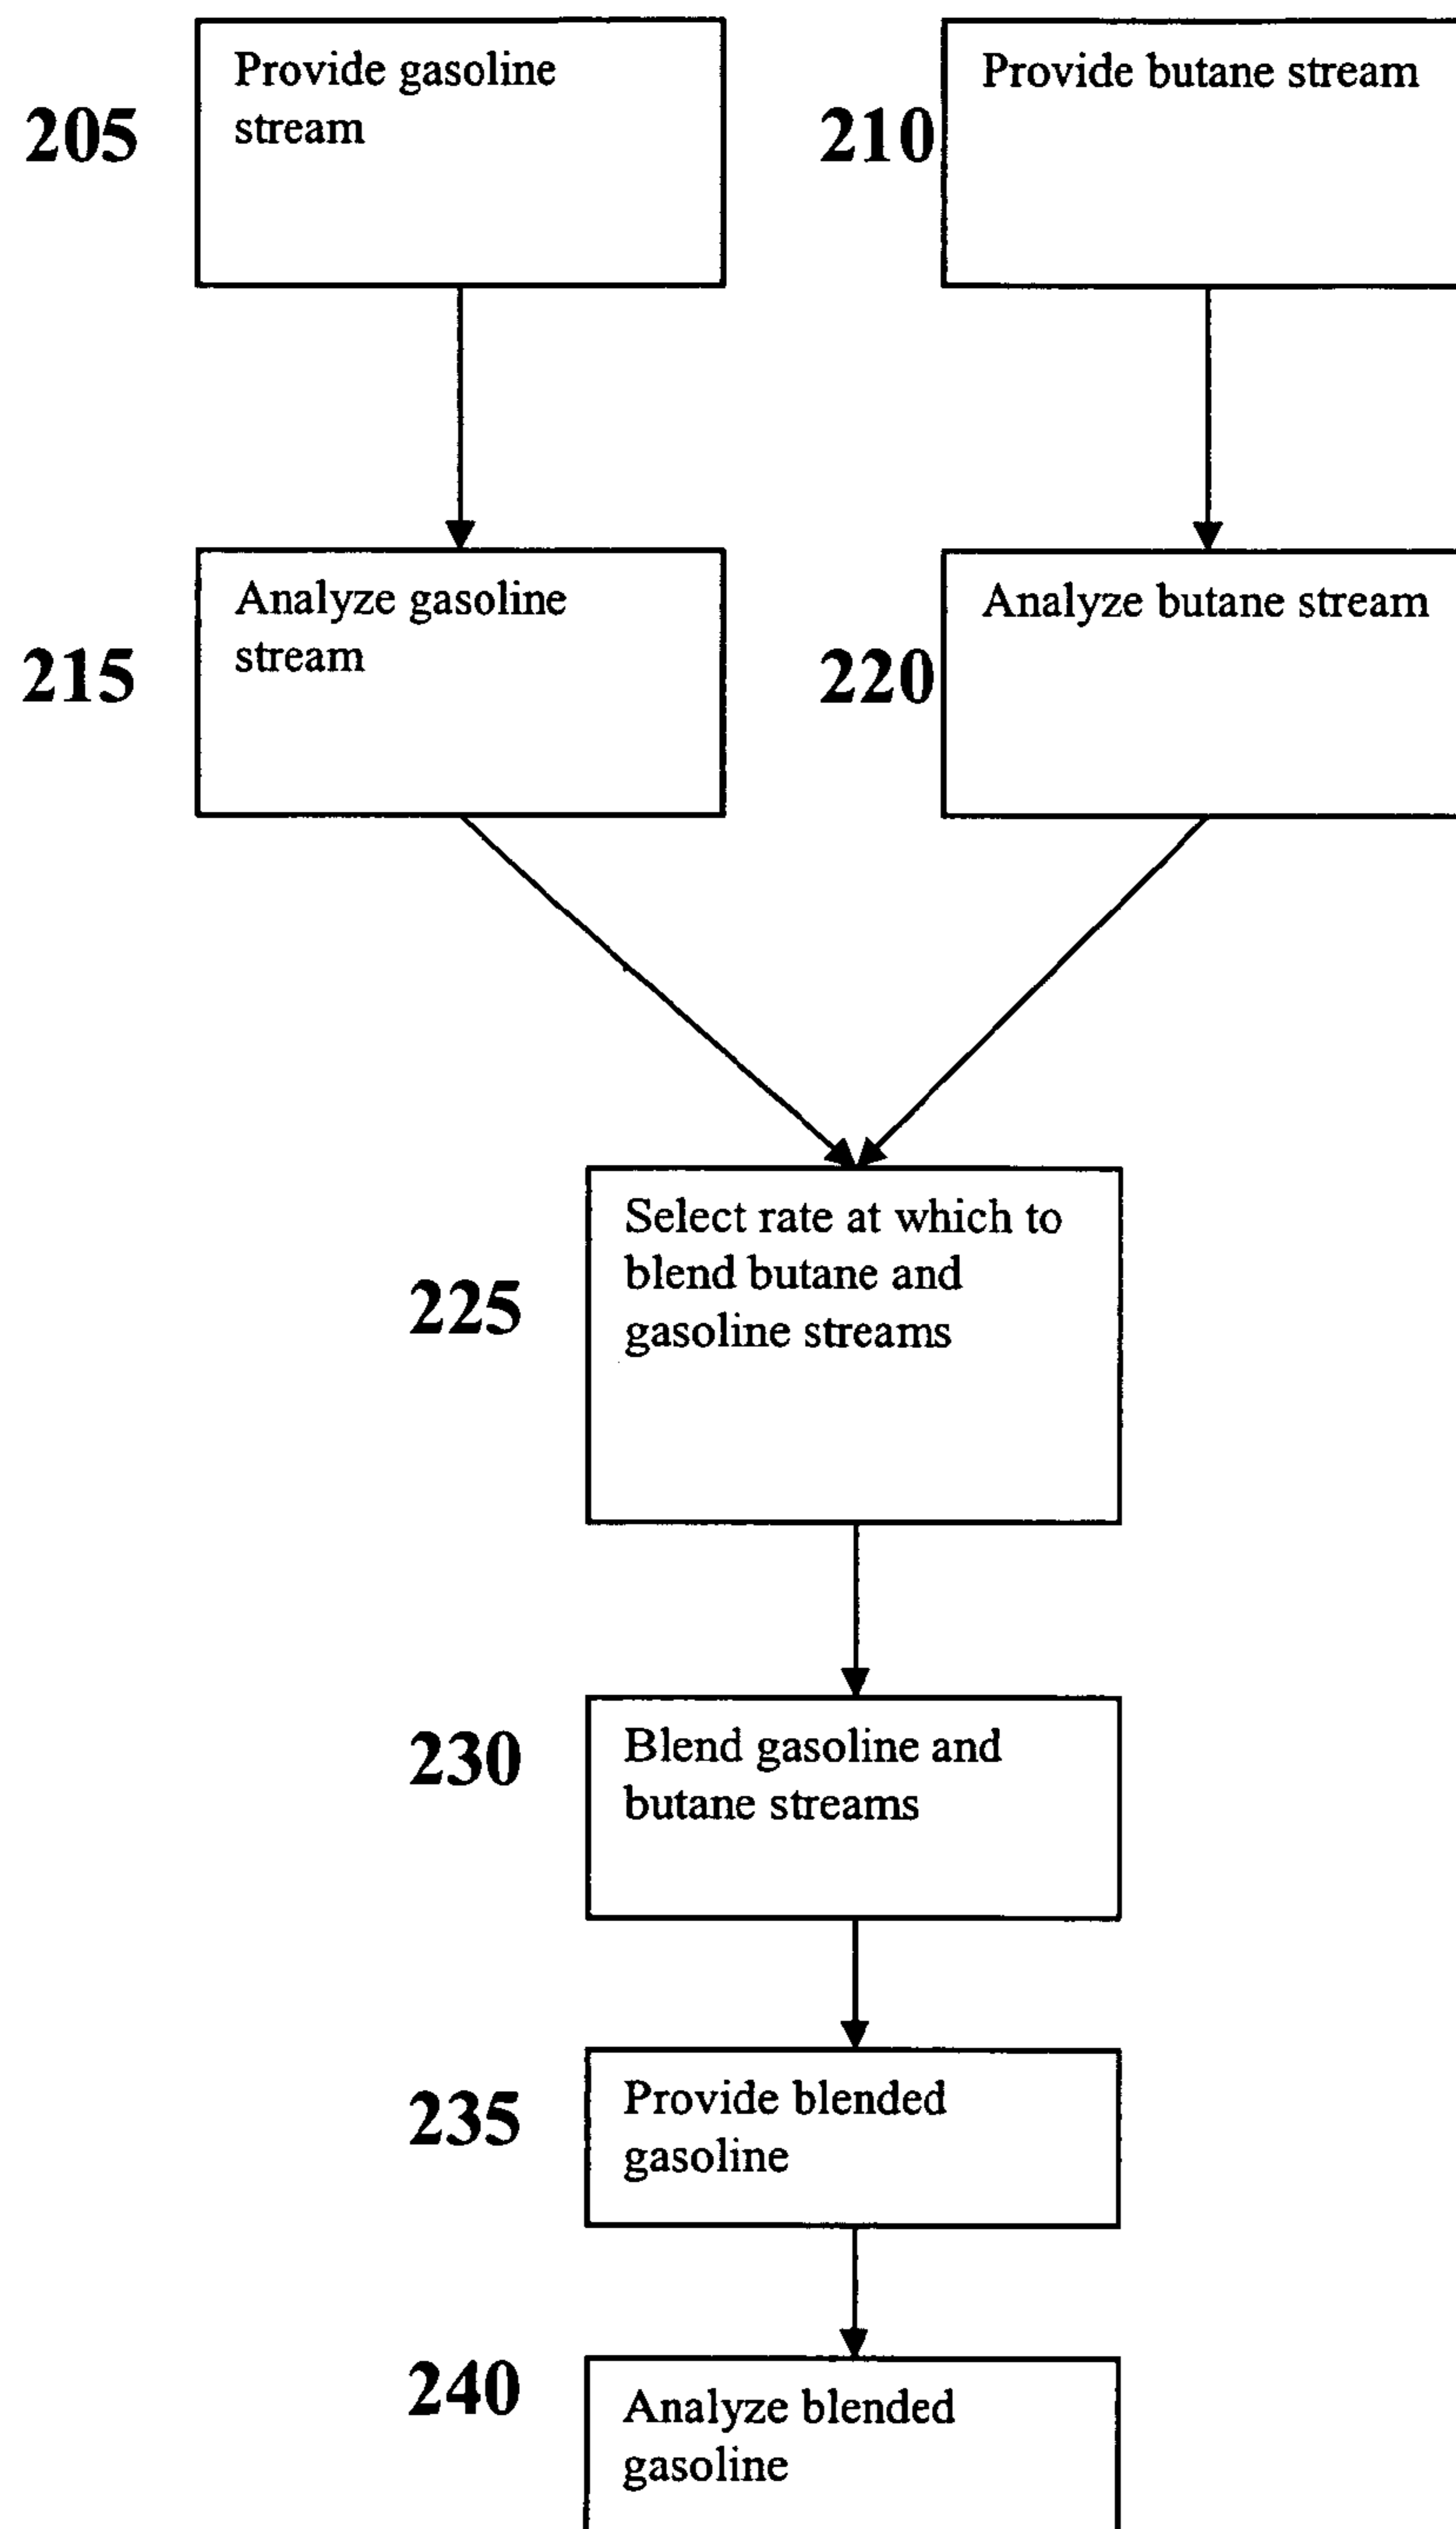 205
Provide gasoline
stream
210
Provide butane stream
215
Analyze gasoline
stream
220
Analyze butane stream
225
Select rate at which to
blend butane and
gasoline streams
230
Blend gasoline and
butane streams
235
Provide blended
gasoline
240
Analyze blended
gasoline